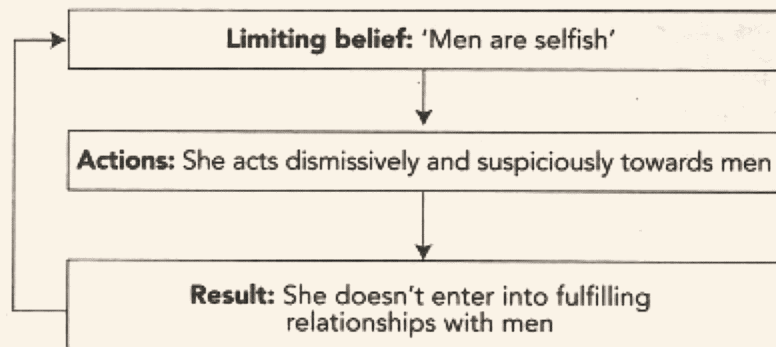 Limiting belief: ‘Men are selfish’
Actions: She acts dismissively and suspiciously towards men
Result: She doesn’t enter into fulfilling
relationships with men